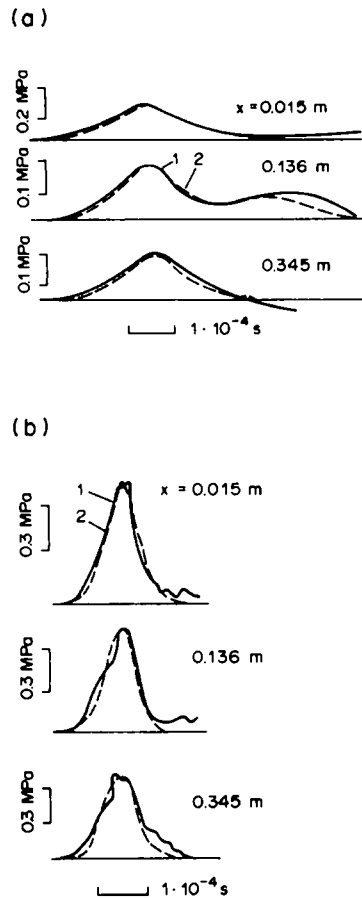 (a)
0.2 MPa
x = 0.015 m
0.1 MPa
1
2
0.136 m
0.1 MPa
0.345 m
1 · 10⁻⁴ s
(b)
0.3 MPa
1
2
x = 0.015 m
0.3 MPa
0.136 m
0.3 MPa
0.345 m
1 · 10⁻⁴ s